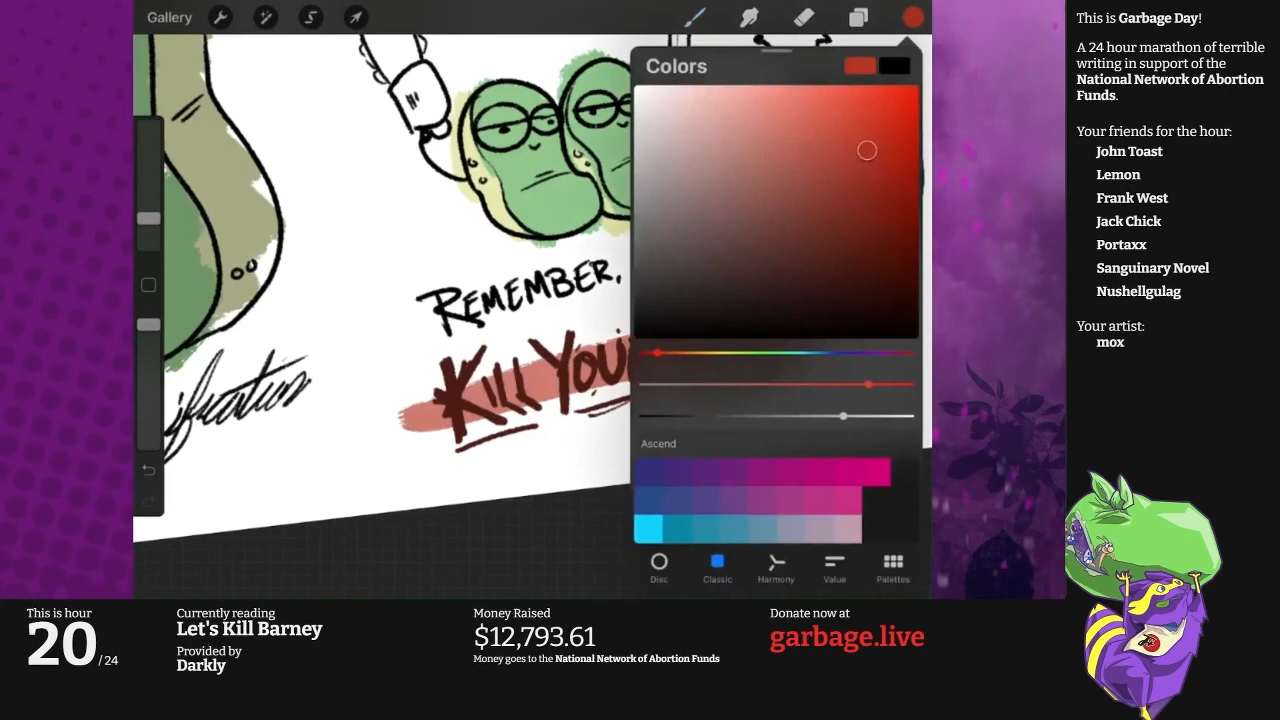 Gallery
Colors
REMEMBER,
KILL
ification
Ascend
Disc
Classic
Harmony
Value
Palettes
This is Garbage Day!
A 24 hour marathon of terrible
writing in support of the
National Network of Abortion
Funds.
Your friends for the hour:
John Toast
Lemon
Frank West
Jack Chick
Portaxx
Sanguinary Novel
Nushellgulag
Your artist:
mox
This is hour
20 / 24
Currently reading
Let's Kill Barney
Provided by
Darkly
Money Raised
$12,793.61
Money goes to the National Network of Abortion Funds
Donate now at
garbage.live